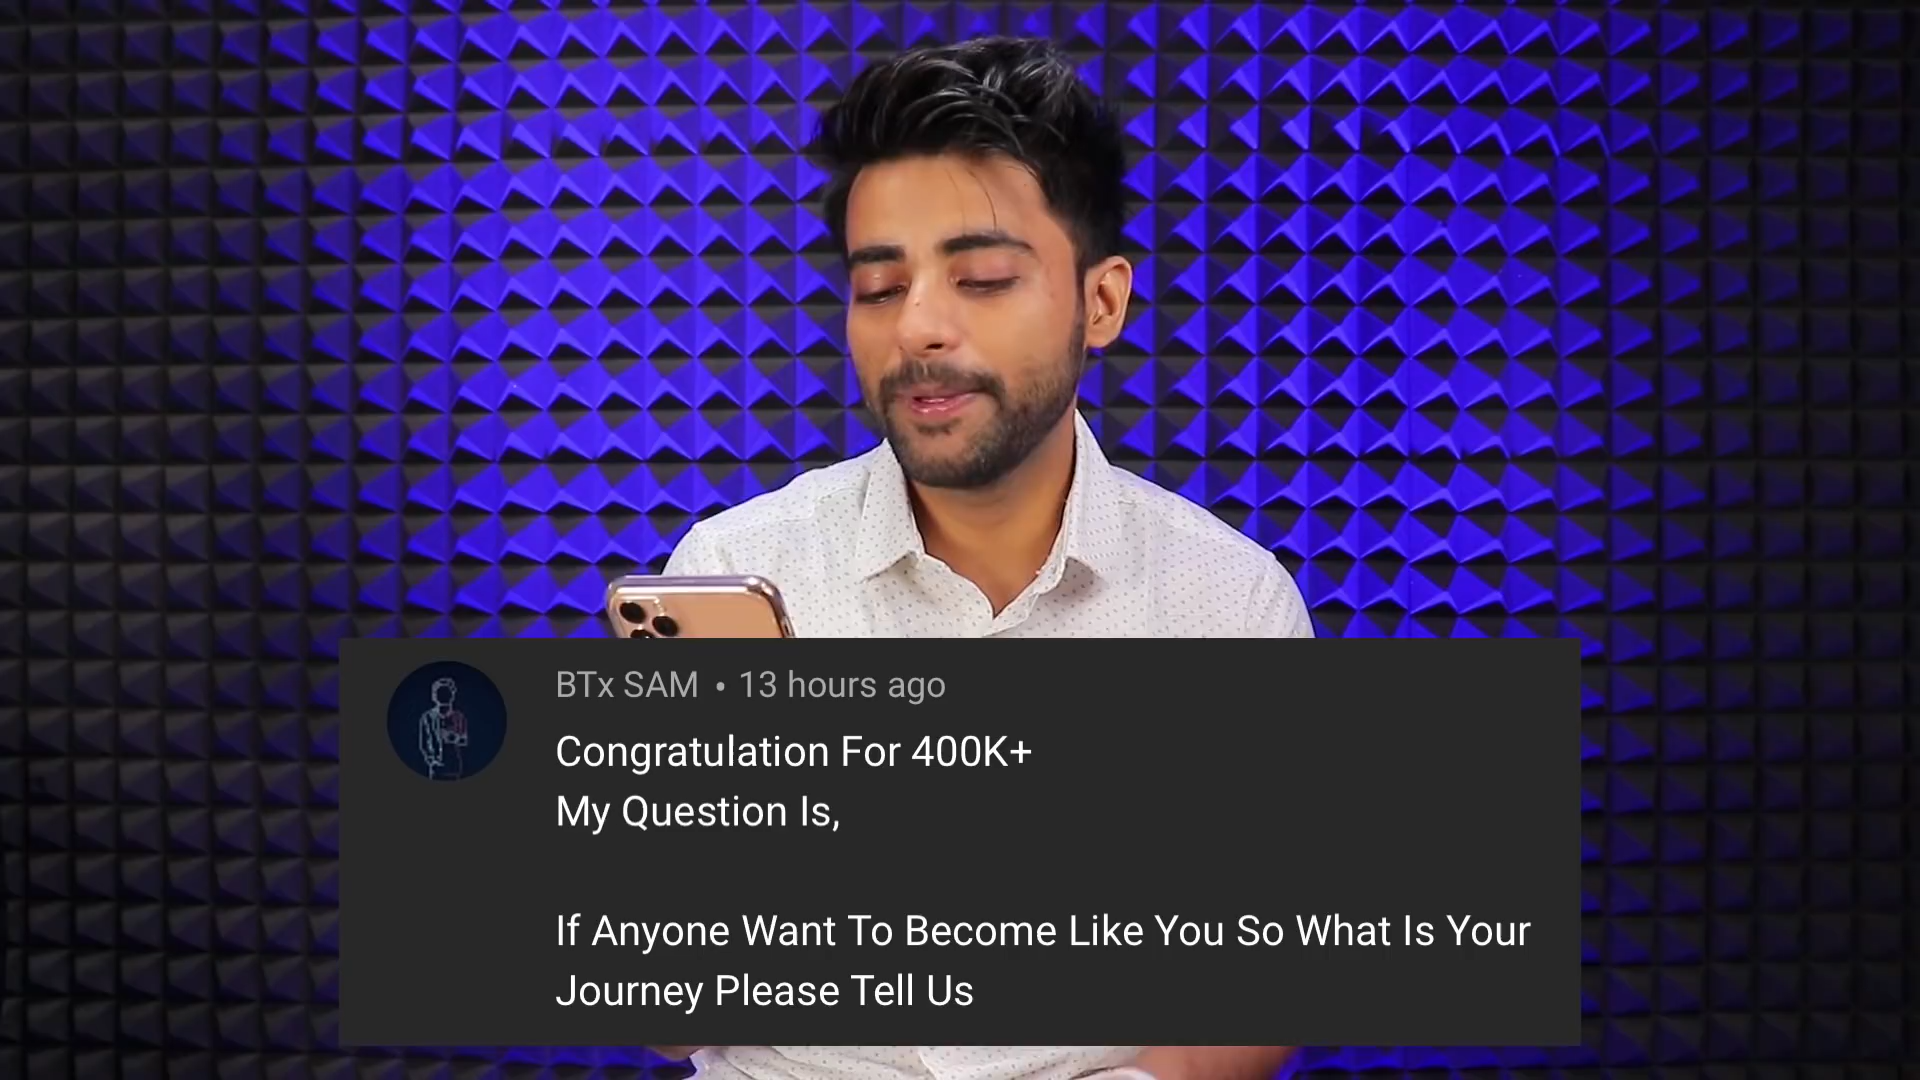 BTx SAM • 13 hours ago
Congratulation For 400K+
My Question Is,
If Anyone Want To Become Like You So What Is Your
Journey Please Tell Us